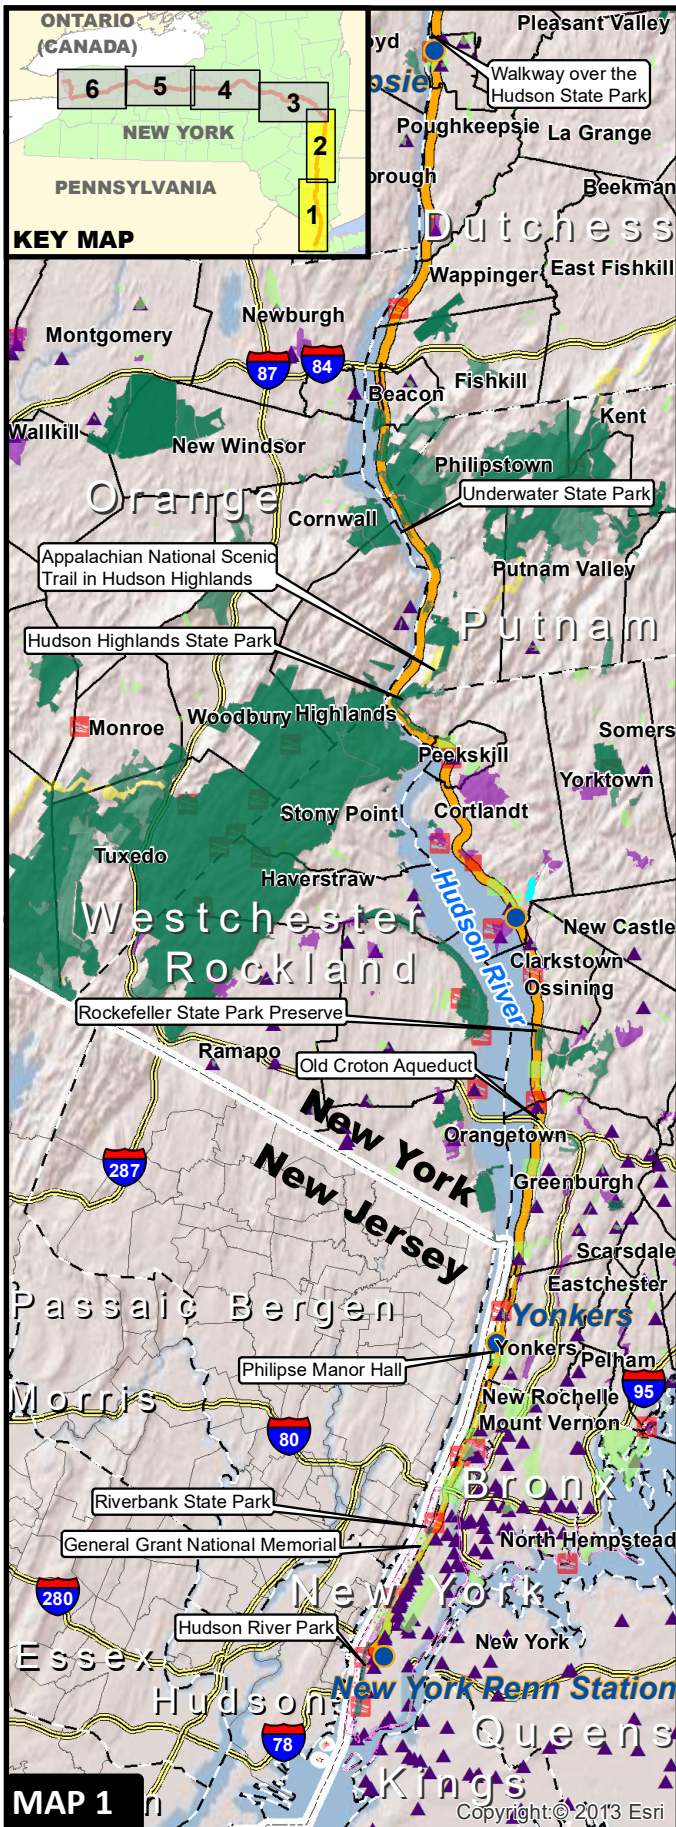 ONTARIO
(CANADA)
6
5
4
3
2
1
NEW YORK
PENNSYLVANIA
KEY MAP
Pleasant Valley
oyd
psie
Walkway over the
Hudson State Park
Poughkeepsie
La Grange
orough
Beekman
Dutchess
Wappinger
East Fishkill
Newburgh
Montgomery
87
84
Fishkill
Beacon
Kent
Wallkill
New Windsor
Philipstown
Orange
Underwater State Park
Cornwall
Appalachian National Scenic
Trail in Hudson Highlands
Putnam Valley
Putnam
Hudson Highlands State Park
Woodbury
Highlands
Monroe
Somers
Peekskill
Yorktown
Stony Point
Cortlandt
Tuxedo
Haverstraw
Hudson River
Westchester
New Castle
Rockland
Clarkstown
Ossining
Rockefeller State Park Preserve
Ramapo
Old Croton Aqueduct
New York
Orangetown
287
New Jersey
Greenburgh
Scarsdale
Eastchester
Passaic
Bergen
Yonkers
Yonkers
Philipse Manor Hall
Pelham
Morris
95
New Rochelle
80
Mount Vernon
Bronx
Riverbank State Park
General Grant National Memorial
North Hempstead
280
New York
Hudson River Park
Essex
New York
New York Penn Station
Hudson
78
Queens
Kings
MAP 1
n
Copyright:© 2013 Esri